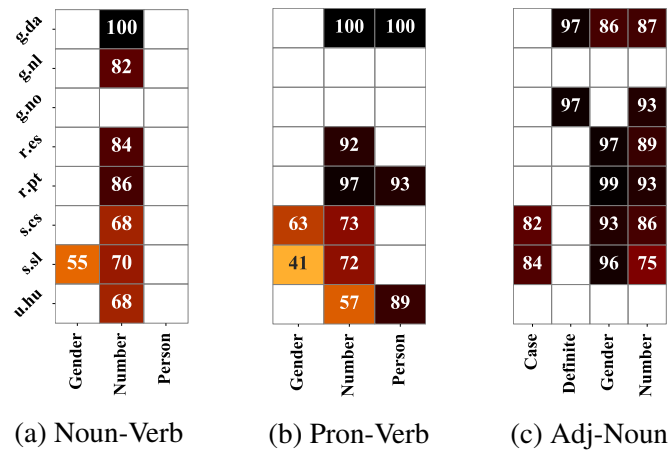 g.da 100 100 100 97 86 87
g.nl 82
g.no 97 93
r.es 84 92 97 89
r.pt 86 97 93 99 93
s.cs 68 63 73 82 93 86
s.sl 55 70 41 72 84 96 75
u.hu 68 57 89
Gender Number Person Gender Number Person Case Definite Gender Number
(a) Noun-Verb (b) Pron-Verb (c) Adj-Noun